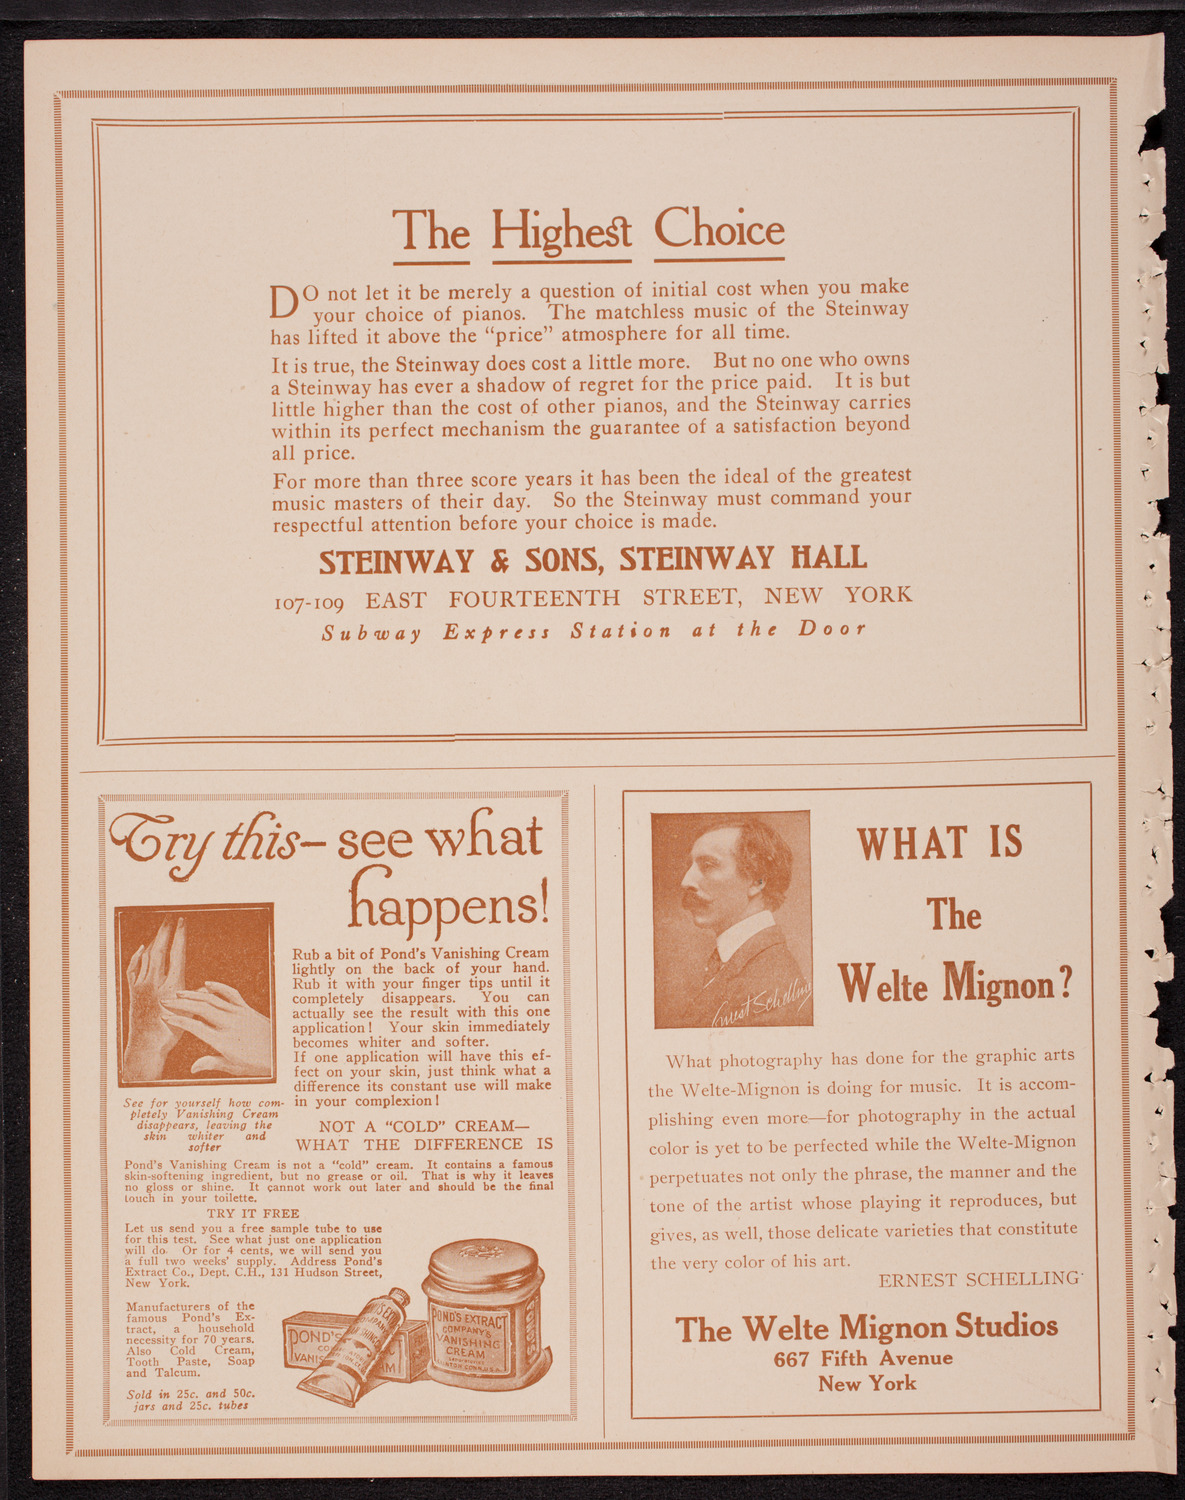 The Highest Choice
DO not let it be merely a question of initial cost when you make
your choice of pianos. The matchless music of the Steinway
has lifted it above the "price" atmosphere for all time.
It is true, the Steinway does cost a little more. But no one who owns
a Steinway has ever a shadow of regret for the price paid. It is but
little higher than the cost of other pianos, and the Steinway carries
within its perfect mechanism the guarantee of a satisfaction beyond
all price.
For more than three score years it has been the ideal of the greatest
music masters of their day. So the Steinway must command your
respectful attention before your choice is made.
STEINWAY & SONS, STEINWAY HALL
107-109 EAST FOURTEENTH STREET, NEW YORK
Subway Express Station at the Door
Try this—see what
happens!
Rub a bit of Pond's Vanishing Cream
lightly on the back of your hand.
Rub it with your finger tips until it
completely disappears. You can
actually see the result with this one
application! Your skin immediately
becomes whiter and softer.
If one application will have this ef-
fect on your skin, just think what a
difference its constant use will make
in your complexion!
See for yourself how com-
pletely Vanishing Cream
disappears, leaving the
skin whiter and
softer
NOT A "COLD" CREAM—
WHAT THE DIFFERENCE IS
Pond's Vanishing Cream is not a "cold" cream. It contains a famous
skin-softening ingredient, but no grease or oil. That is why it leaves
no gloss or shine. It cannot work out later and should be the final
touch in your toilette.
TRY IT FREE
Let us send you a free sample tube to use
for this test. See what just one application
will do. Or for 4 cents, we will send you
a full two weeks' supply. Address Pond's
Extract Co., Dept. C.H., 131 Hudson Street,
New York.
Manufacturers of the
famous Pond's Ex-
tract, a household
necessity for 70 years.
Also Cold Cream,
Tooth Paste, Soap
and Talcum.
Sold in 25c. and 50c.
jars and 25c. tubes
POND'S EXTRACT
COMPANY'S
VANISHING
CREAM
Ernest Schelling
WHAT IS
The
Welte Mignon?
What photography has done for the graphic arts
the Welte-Mignon is doing for music. It is accom-
plishing even more—for photography in the actual
color is yet to be perfected while the Welte-Mignon
perpetuates not only the phrase, the manner and the
tone of the artist whose playing it reproduces, but
gives, as well, those delicate varieties that constitute
the very color of his art.
ERNEST SCHELLING
The Welte Mignon Studios
667 Fifth Avenue
New York